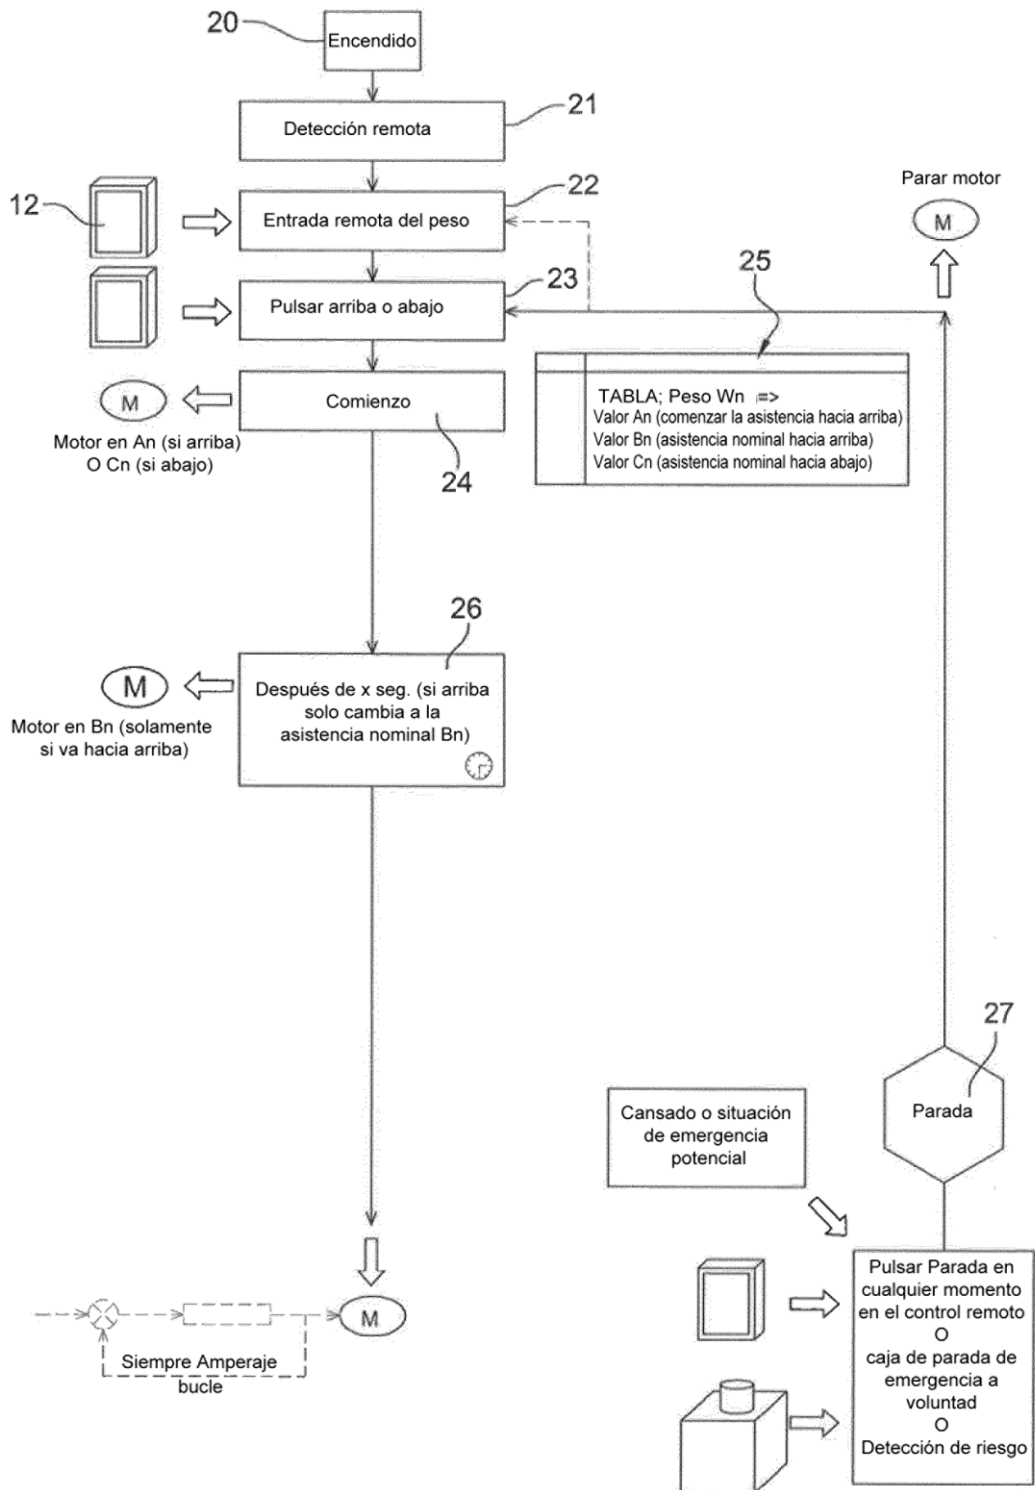 20
Encendido
21
Detección remota
12
22
Entrada remota del peso
Parar motor
M
23
Pulsar arriba o abajo
25
M
Comienzo
24
Motor en An (si arriba)
O Cn (si abajo)
TABLA; Peso Wn =>
Valor An (comenzar la asistencia hacia arriba)
Valor Bn (asistencia nominal hacia arriba)
Valor Cn (asistencia nominal hacia abajo)
26
M
Motor en Bn (solamente
si va hacia arriba)
Después de x seg. (si arriba
solo cambia a la
asistencia nominal Bn)
27
Parada
Cansado o situación
de emergencia
potencial
M
Siempre Amperaje
bucle
Pulsar Parada en
cualquier momento
en el control remoto
O
caja de parada de
emergencia a
voluntad
O
Detección de riesgo